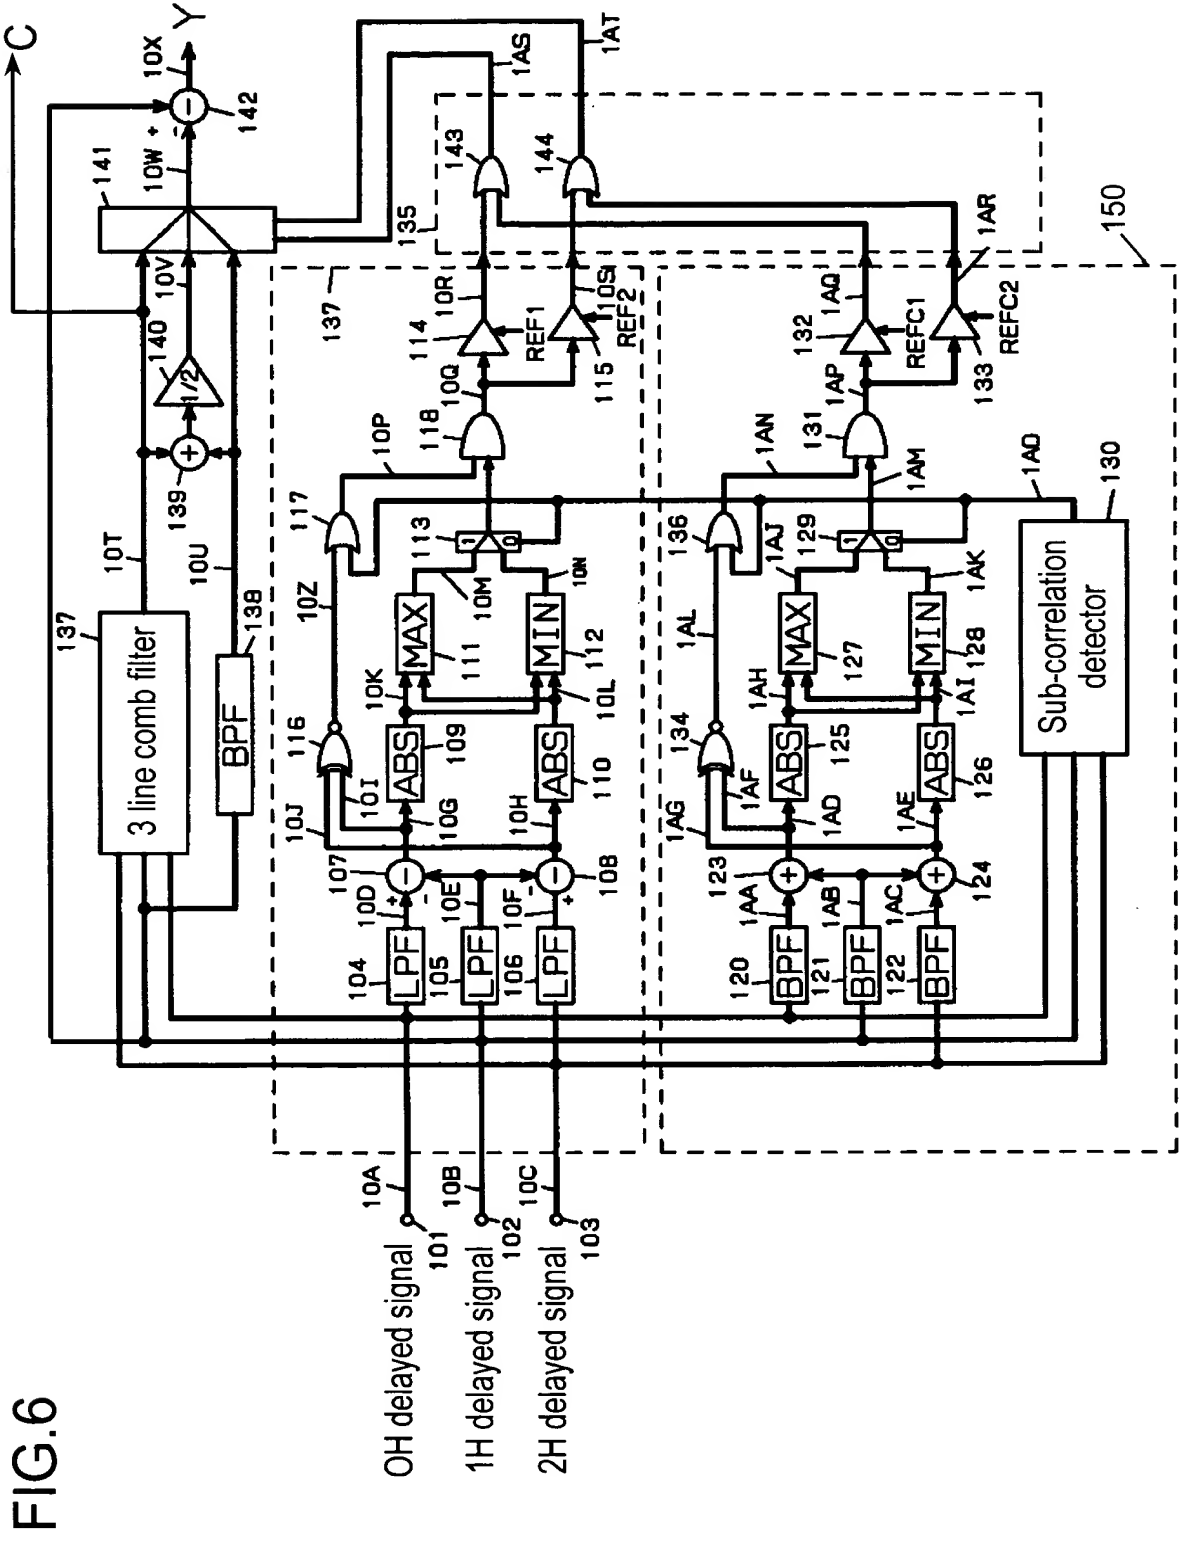 FIG.6
C
Y
10X
142
+
-
-
10W
141
10V
140
1/2
+
139
10T
10U
137
3 line comb filter
138
BPF
1AS
1AT
143
144
135
137
150
10R
114
REF1
10S
REF2
115
10Q
118
10P
117
113
1
0
10M
10N
10Z
MAX
111
MIN
112
10K
10L
116
ABS
109
ABS
110
10J
10I
10G
10H
107
-
108
-
+
-
-
+
10D
10E
10F
104
LPF
105
LPF
106
LPF
10A
10B
10C
101
102
103
0H delayed signal
1H delayed signal
2H delayed signal
1AR
1AQ
132
REFC1
REFC2
133
1AP
131
1AN
1AM
136
129
1
0
1AJ
1AK
1AL
MAX
127
MIN
128
1AH
1AI
134
ABS
125
ABS
126
1AG
1AF
1AD
1AE
123
+
124
+
1AA
1AB
1AC
120
BPF
121
BPF
122
BPF
1AO
130
Sub-correlation
detector